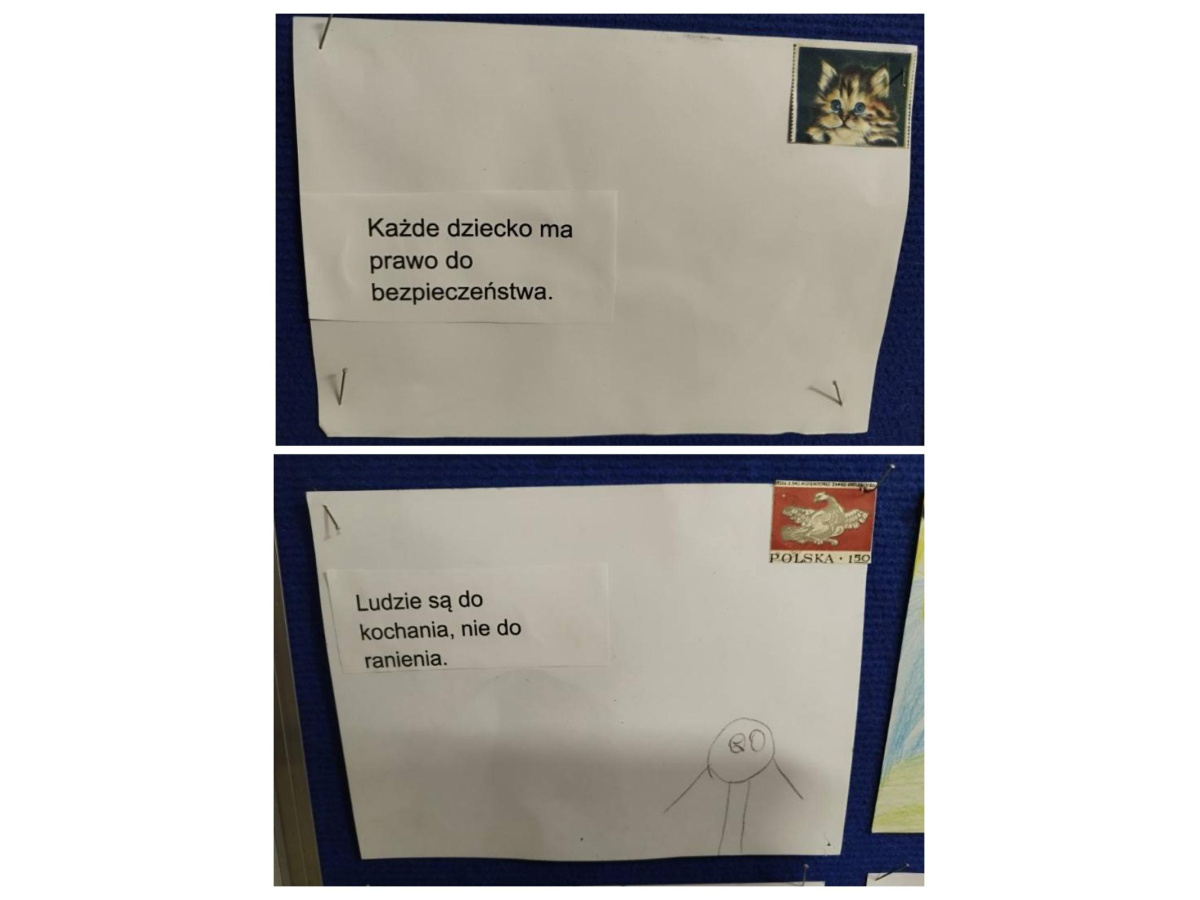 Każde dziecko ma
prawo do
bezpieczeństwa.
Ludzie są do
kochania, nie do
ranienia.
POLSKA · 150